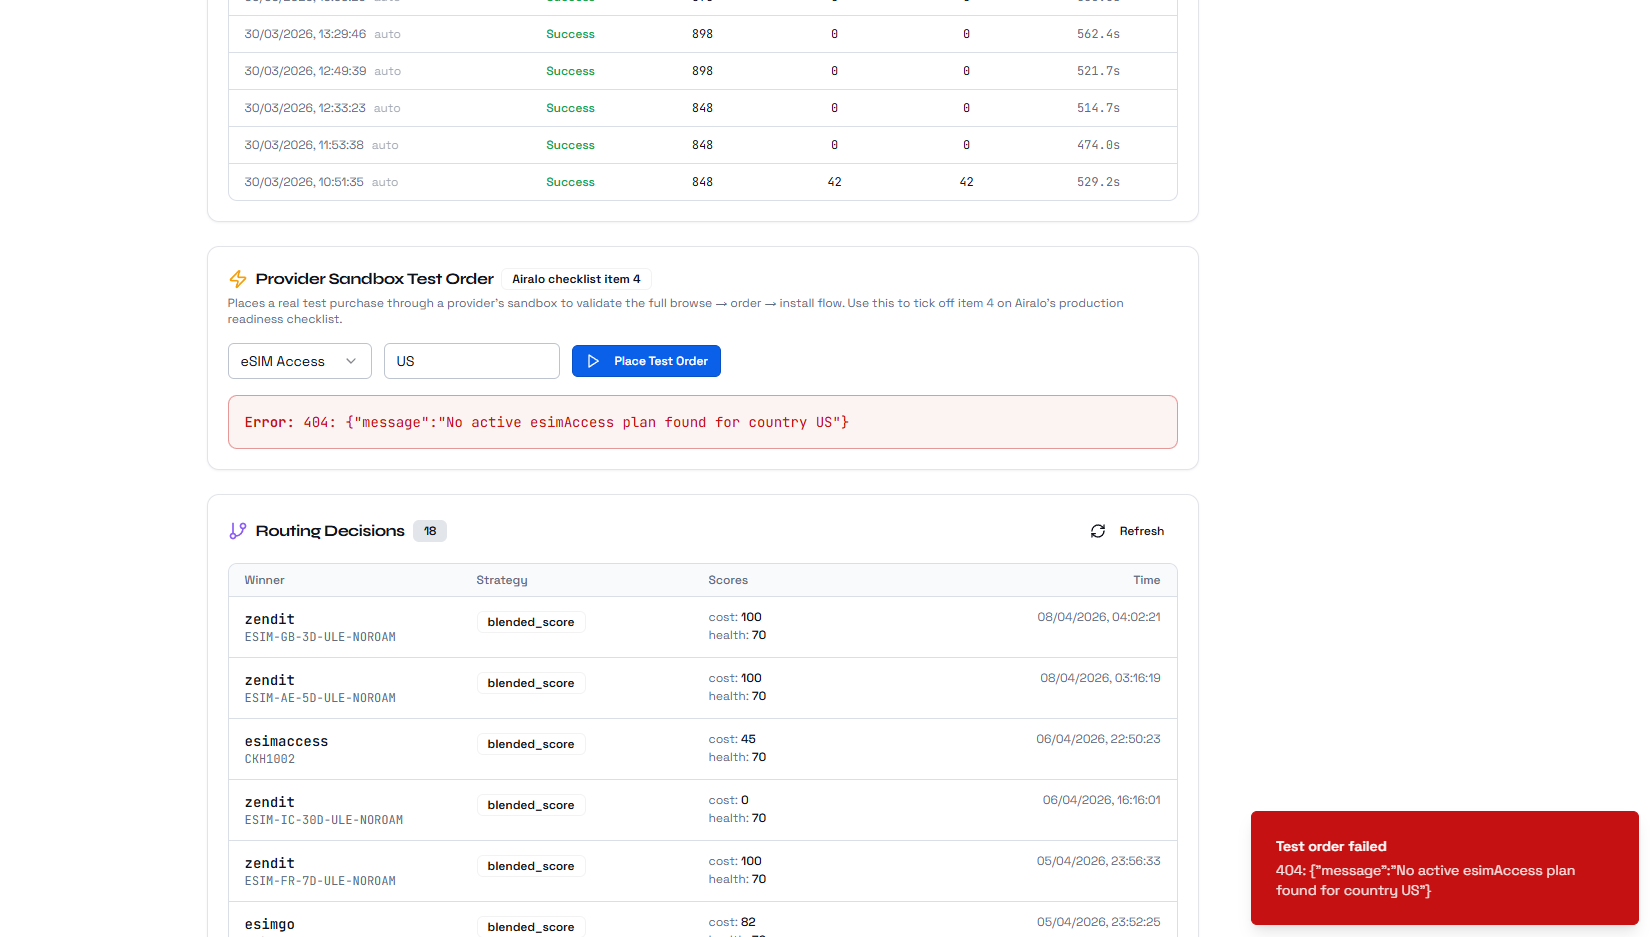 30/03/2026, 13:29:46 auto Success 898 0 0 562.4s
30/03/2026, 12:49:39 auto Success 898 0 0 521.7s
30/03/2026, 12:33:23 auto Success 848 0 0 514.7s
30/03/2026, 11:53:38 auto Success 848 0 0 474.0s
30/03/2026, 10:51:35 auto Success 848 42 42 529.2s
Provider Sandbox Test Order Airalo checklist item 4
Places a real test purchase through a provider's sandbox to validate the full browse → order → install flow. Use this to tick off item 4 on Airalo's production
readiness checklist.
eSIM Access US Place Test Order
Error: 404: {"message":"No active esimAccess plan found for country US"}
Routing Decisions 18 Refresh
Winner Strategy Scores Time
zendit blended_score cost: 100 08/04/2026, 04:02:21
ESIM-GB-3D-ULE-NOROAM health: 70
zendit blended_score cost: 100 08/04/2026, 03:16:19
ESIM-AE-5D-ULE-NOROAM health: 70
esimaccess blended_score cost: 45 06/04/2026, 22:50:23
CKH1002 health: 70
zendit blended_score cost: 0 06/04/2026, 16:16:01
ESIM-IC-30D-ULE-NOROAM health: 70
zendit blended_score cost: 100 05/04/2026, 23:56:33
ESIM-FR-7D-ULE-NOROAM health: 70
esimgo blended_score cost: 82 05/04/2026, 23:52:25
Test order failed
404: {"message":"No active esimAccess plan
found for country US"}